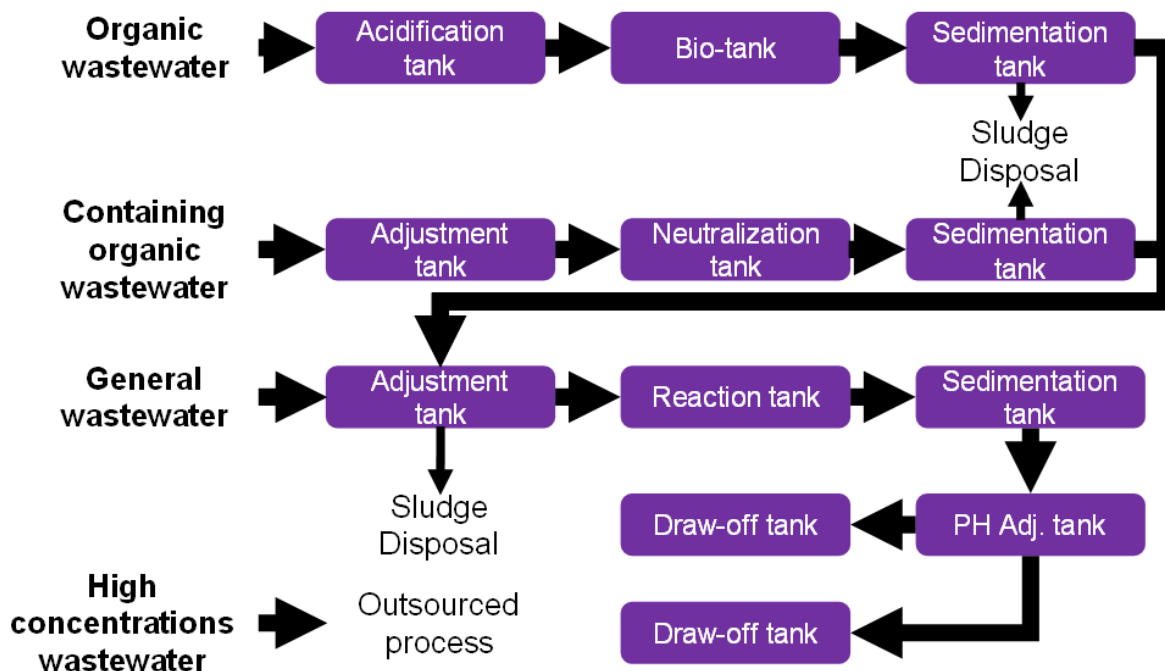 Organic
wastewater
Acidification
tank
Bio-tank
Sedimentation
tank
Sludge
Disposal
Containing
organic
wastewater
Adjustment
tank
Neutralization
tank
Sedimentation
tank
General
wastewater
Adjustment
tank
Reaction tank
Sedimentation
tank
Sludge
Disposal
Draw-off tank
PH Adj. tank
High
concentrations
wastewater
Outsourced
process
Draw-off tank